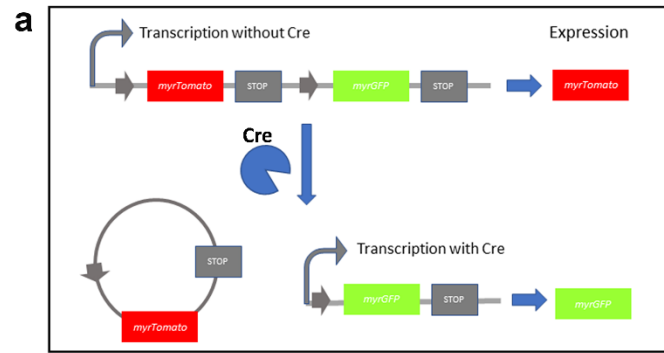 a
Transcription without Cre
Expression
myrTomato
STOP
myrGFP
STOP
myrTomato
Cre
STOP
myrTomato
Transcription with Cre
myrGFP
STOP
myrGFP